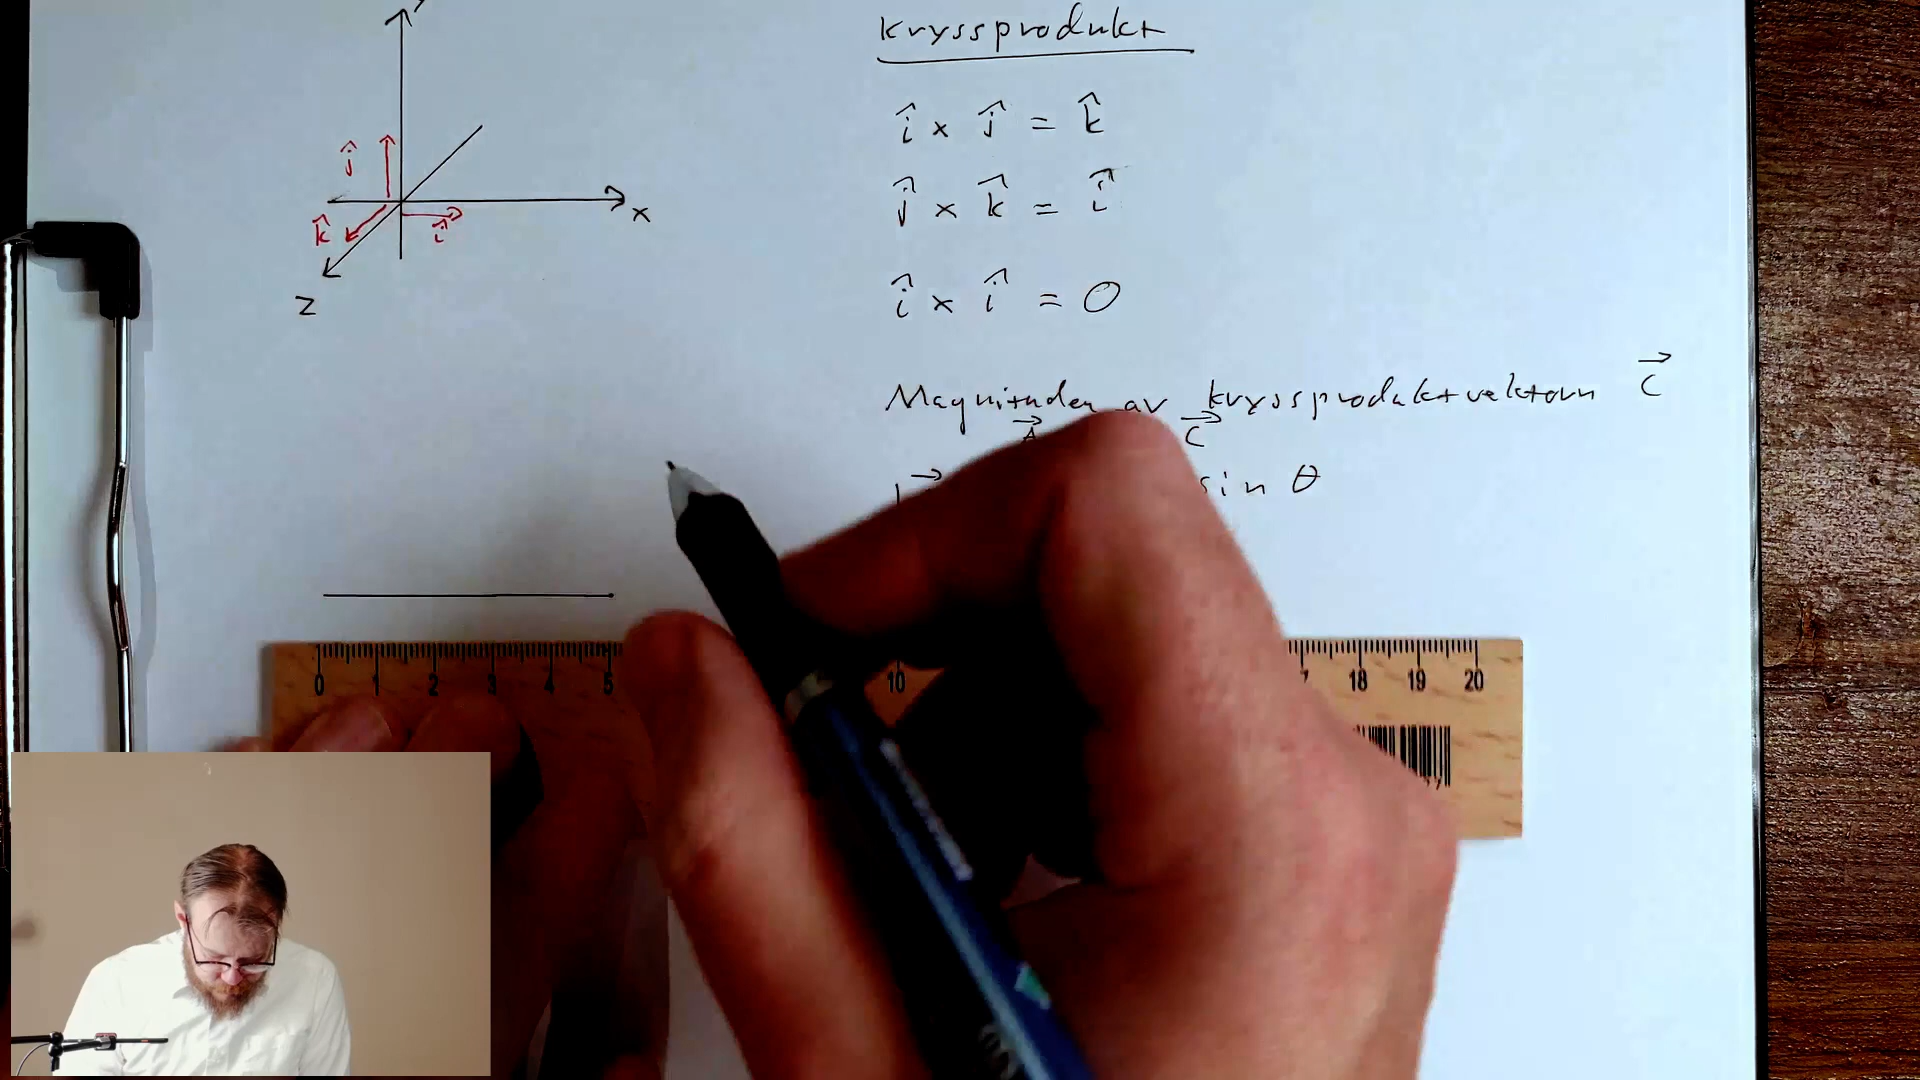 Kryssprodukt
î × ĵ = k̂
ĵ × k̂ = î
î × î = 0
Magnituden av kryssproduktvektorn C⃗
A⃗ C⃗
sin θ
ĵ
k̂
î
x
z
0 1 2 3 4 5 10 18 19 20